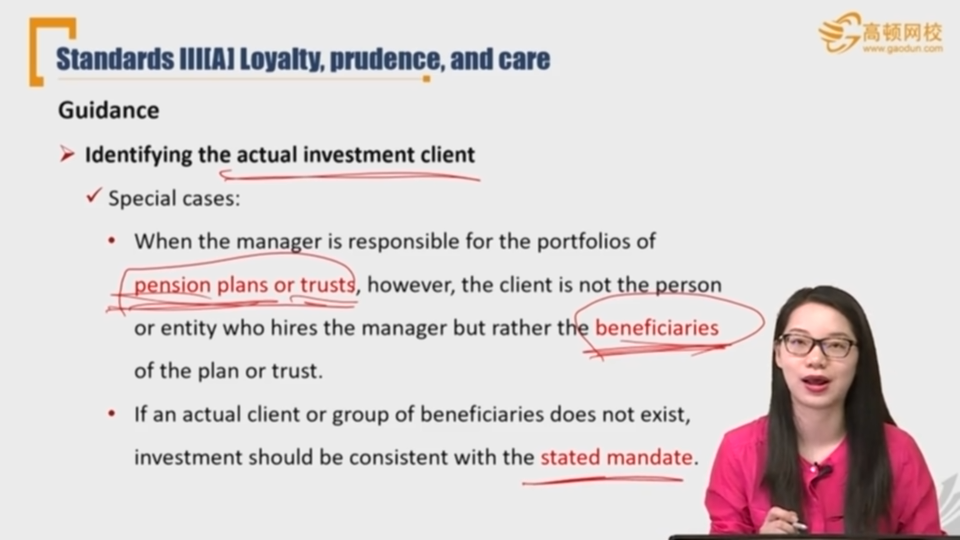 高顿网校
www.gaodun.com
Standards III[A] Loyalty, prudence, and care
Guidance
Identifying the actual investment client
Special cases:
When the manager is responsible for the portfolios of
pension plans or trusts, however, the client is not the person
or entity who hires the manager but rather the beneficiaries
of the plan or trust.
If an actual client or group of beneficiaries does not exist,
investment should be consistent with the stated mandate.